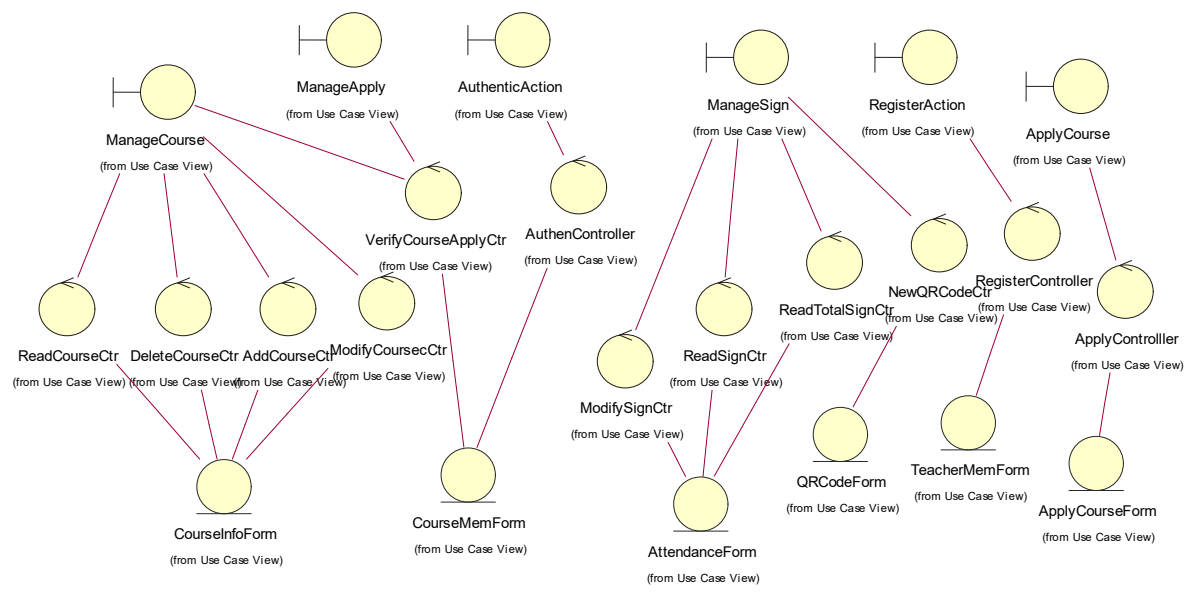 ManageApply
(from Use Case View)
AuthenticAction
(from Use Case View)
ManageSign
(from Use Case View)
RegisterAction
(from Use Case View)
ManageCourse
(from Use Case View)
ApplyCourse
(from Use Case View)
VerifyCourseApplyCtr
(from Use Case View)
AuthenController
(from Use Case View)
ReadTotalSignCtr
(from Use Case View)
NewQRCodeCtr
(from Use Case View)
RegisterController
(from Use Case View)
ReadCourseCtr
(from Use Case View)
DeleteCourseCtr
(from Use Case View)
AddCourseCtr
(from Use Case View)
ModifyCoursecCtr
(from Use Case View)
ReadSignCtr
(from Use Case View)
ApplyControlller
(from Use Case View)
ModifySignCtr
(from Use Case View)
QRCodeForm
(from Use Case View)
TeacherMemForm
(from Use Case View)
ApplyCourseForm
(from Use Case View)
CourseInfoForm
(from Use Case View)
CourseMemForm
(from Use Case View)
AttendanceForm
(from Use Case View)